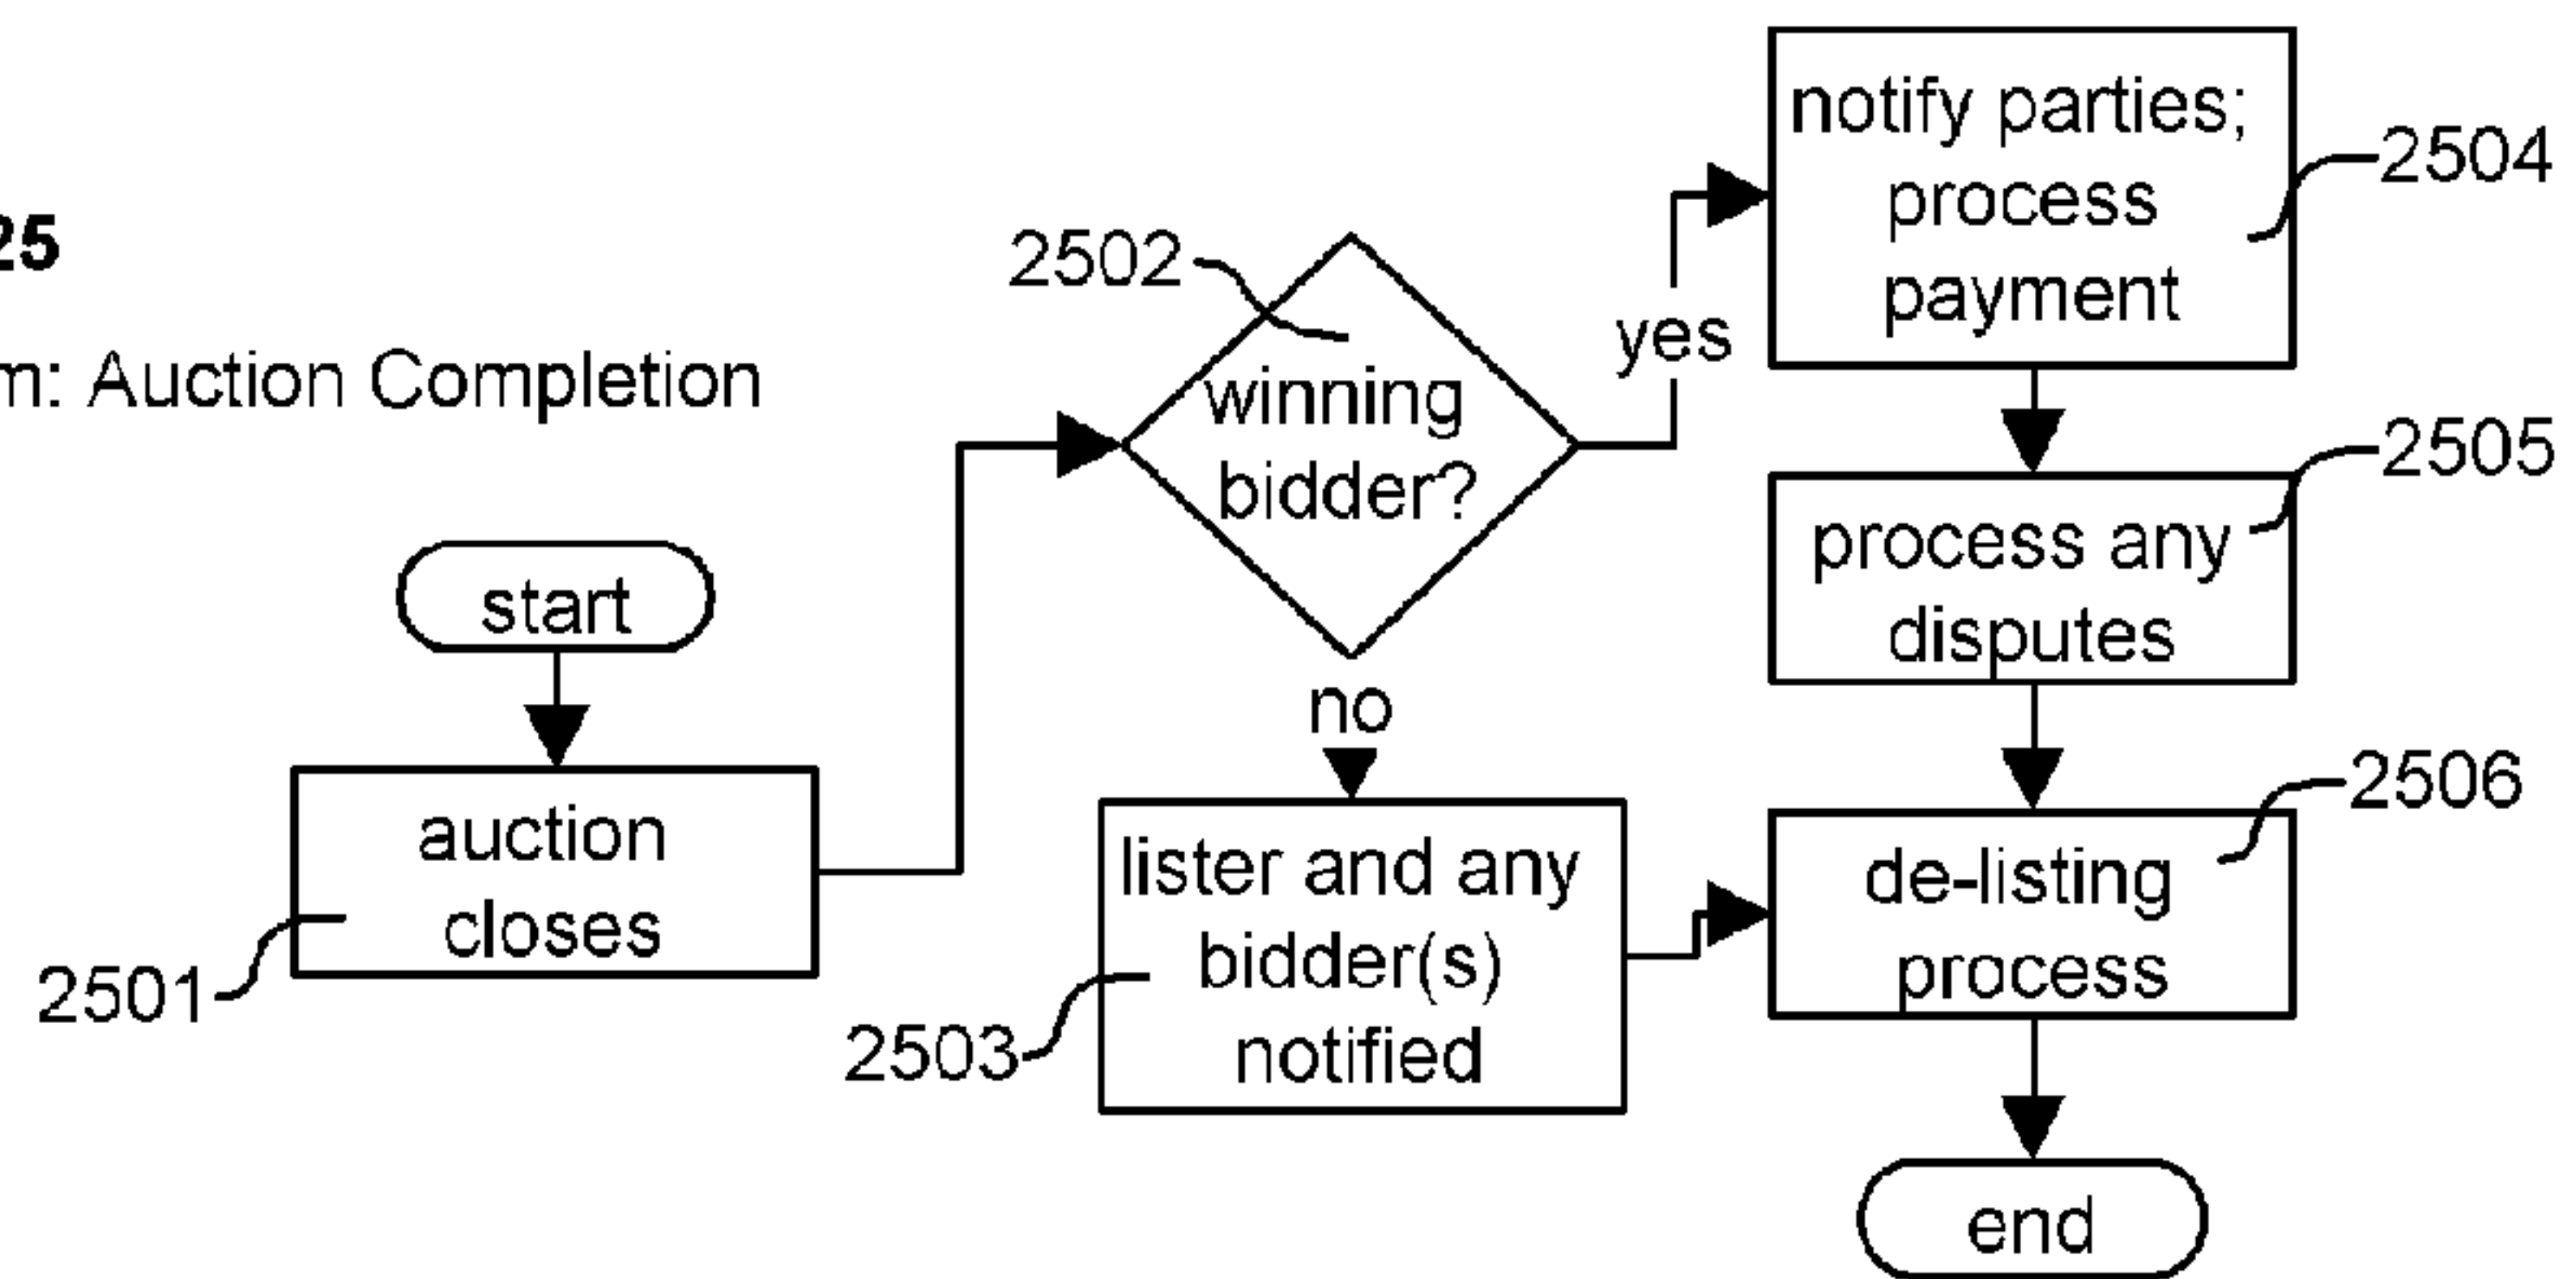 25
m: Auction Completion
start
auction
closes
2501
2502
winning
bidder?
yes
no
lister and any
bidder(s)
notified
2503
notify parties;
process
payment
2504
process any
disputes
2505
de-listing
process
2506
end